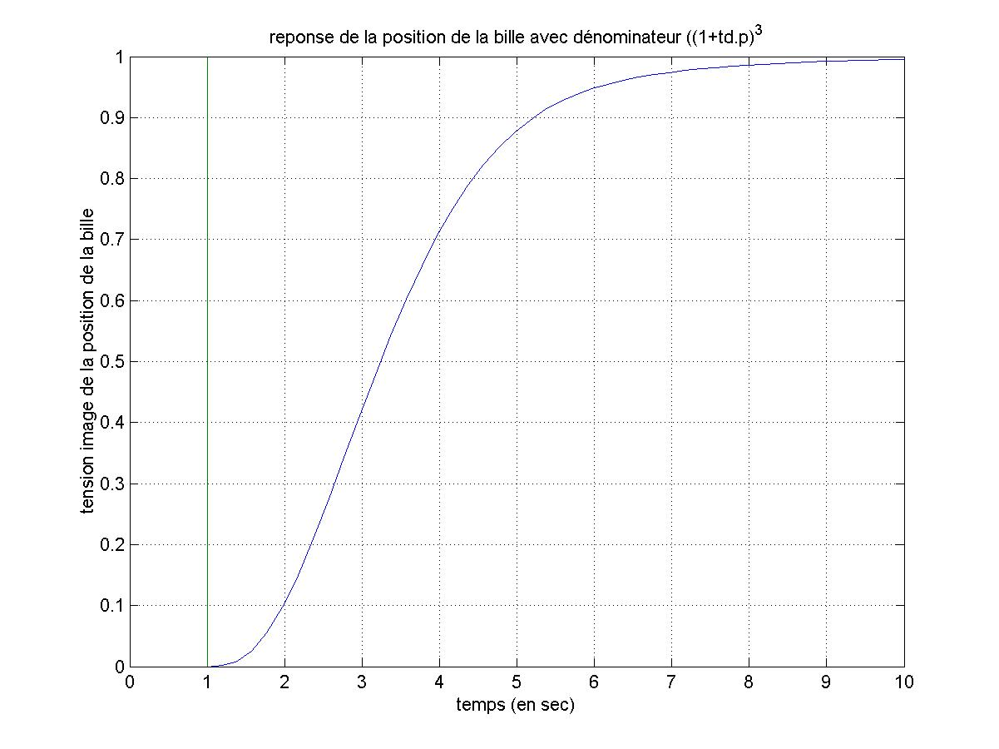 reponse de la position de la bille avec dénominateur ((1+td.p)³
1
0.9
0.8
0.7
0.6
0.5
0.4
0.3
0.2
0.1
0
tension image de la position de la bille
0 1 2 3 4 5 6 7 8 9 10
temps (en sec)